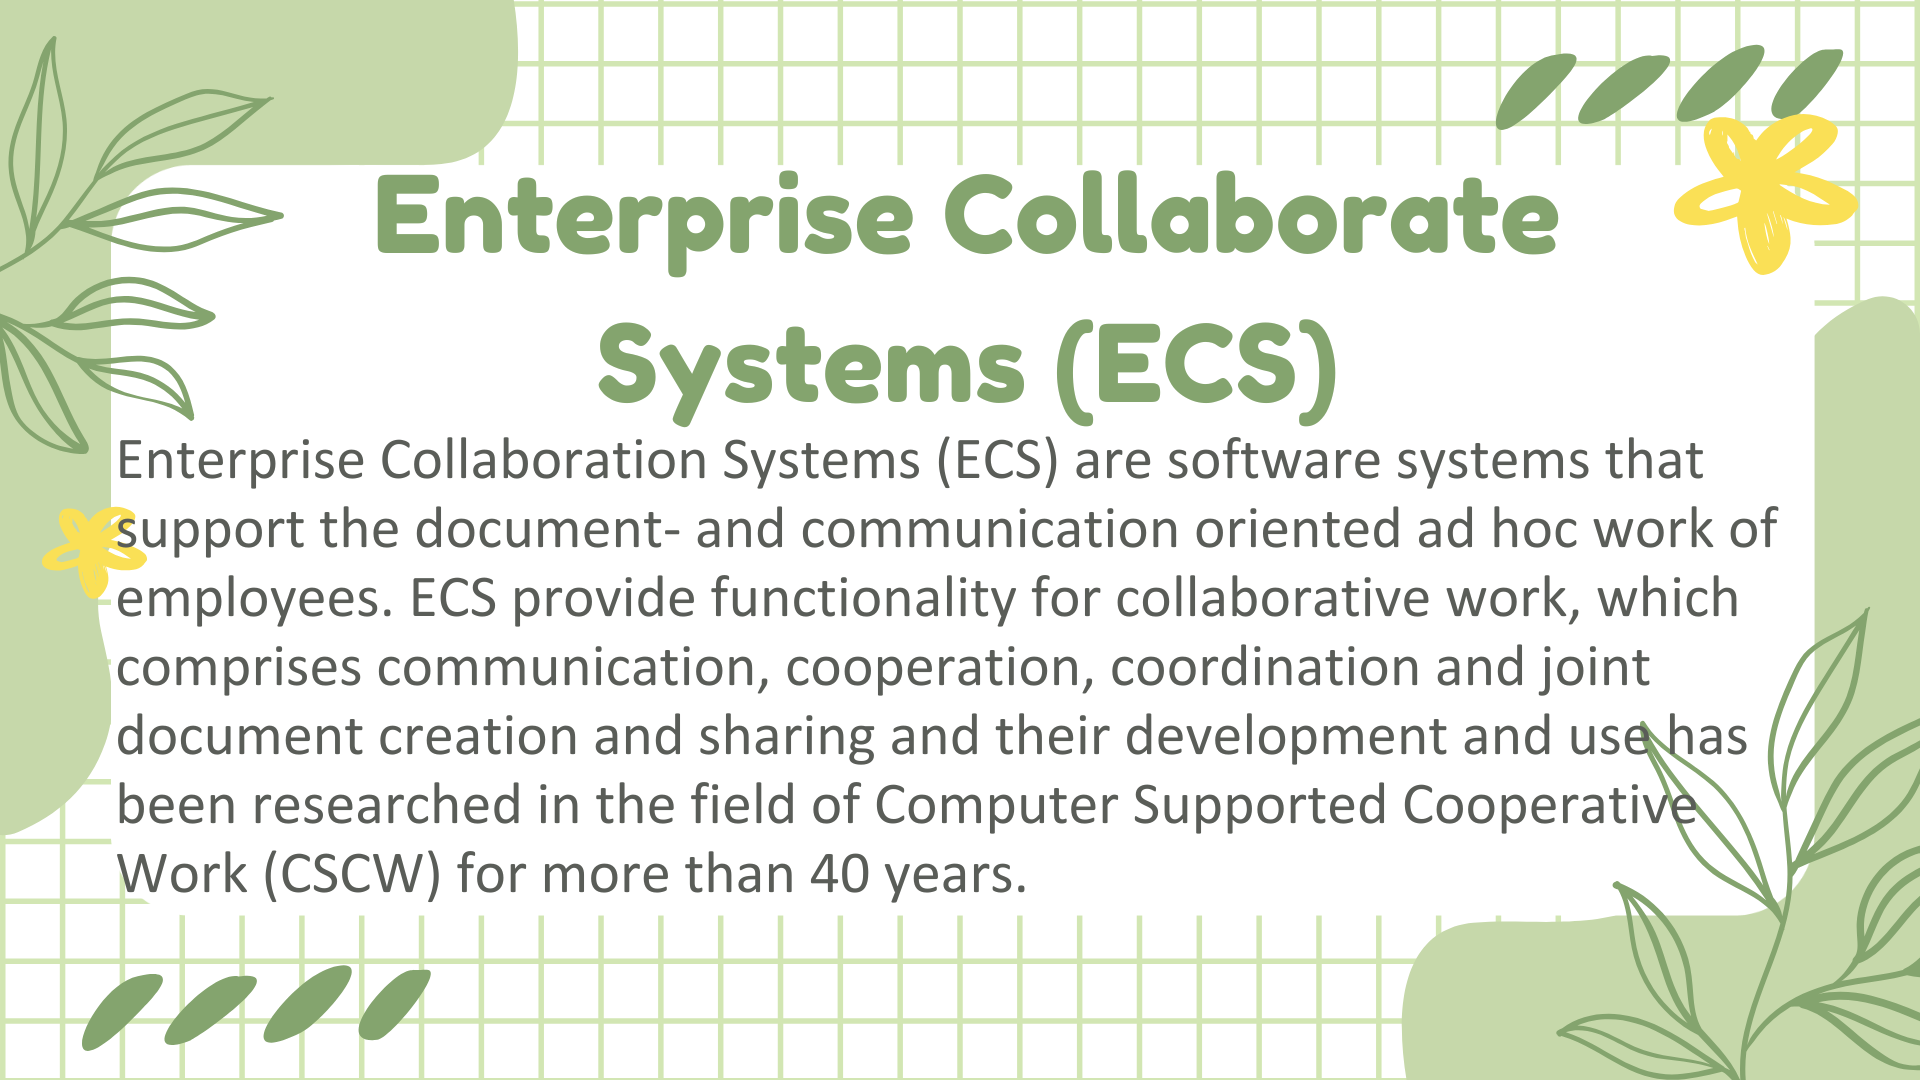 Enterprise Collaborate
Systems (ECS)
Enterprise Collaboration Systems (ECS) are software systems that
support the document- and communication oriented ad hoc work of
employees. ECS provide functionality for collaborative work, which
comprises communication, cooperation, coordination and joint
document creation and sharing and their development and use has
been researched in the field of Computer Supported Cooperative
Work (CSCW) for more than 40 years.